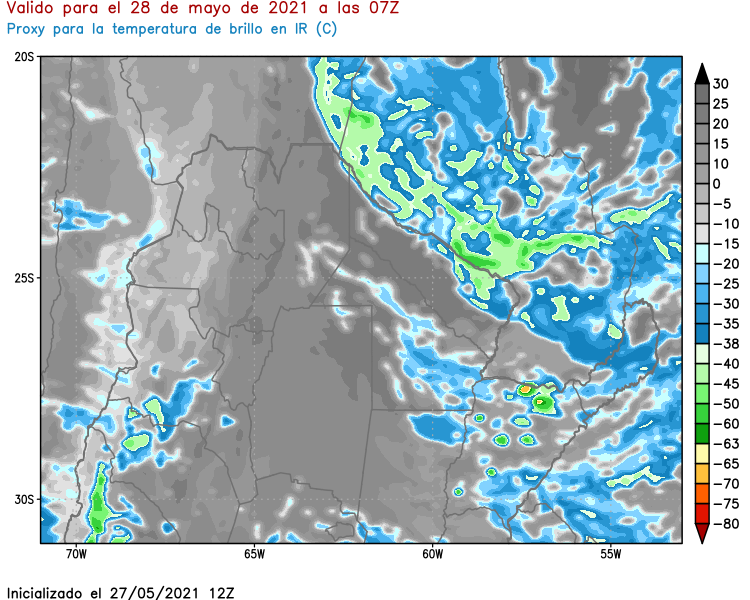 Valido para el 28 de mayo de 2021 a las 07Z
Proxy para la temperatura de brillo en IR (C)
20S
25S
30S
70W
65W
60W
55W
30
25
20
15
10
0
-5
-10
-15
-20
-25
-30
-35
-38
-40
-45
-50
-60
-63
-65
-70
-75
-80
Inicializado el 27/05/2021 12Z